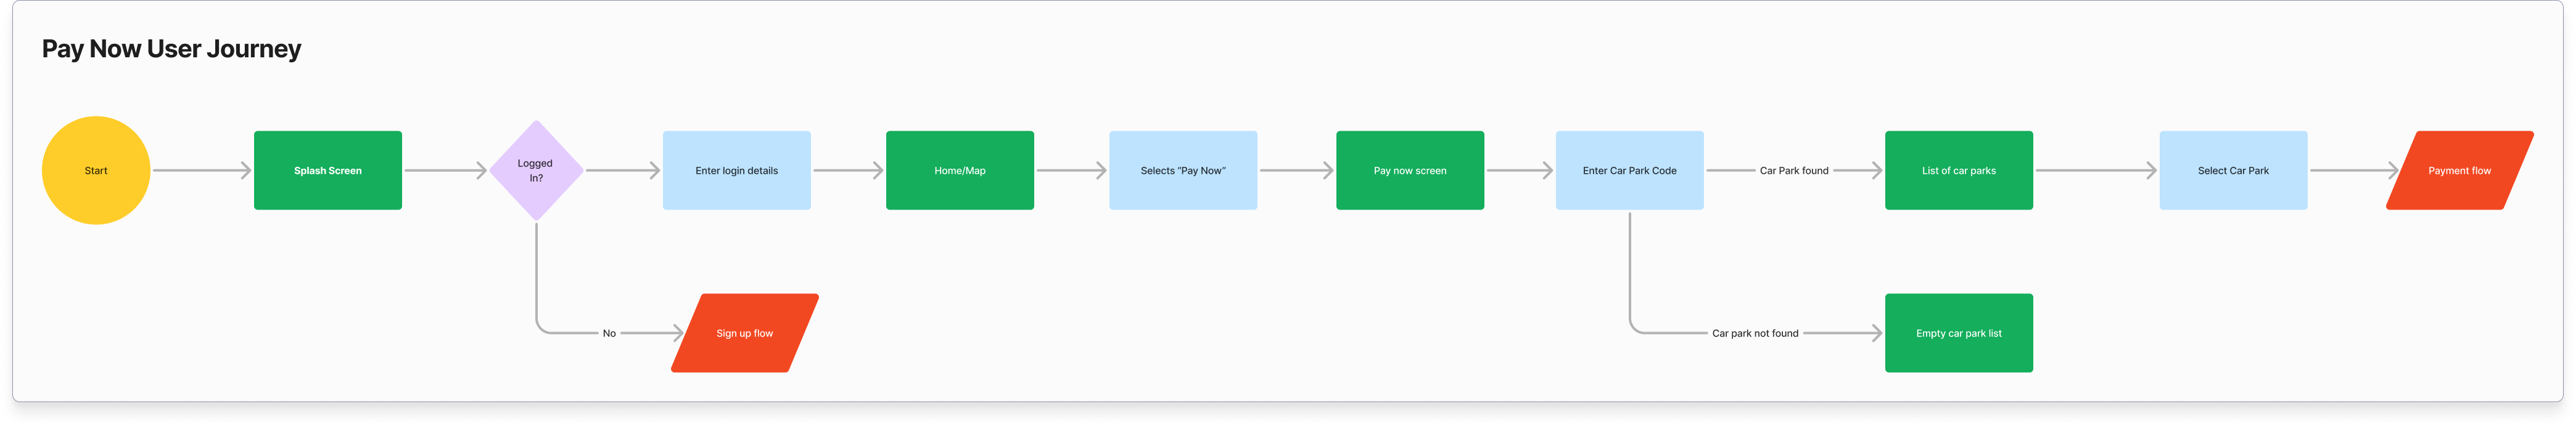 Pay Now User Journey
Start
Splash Screen
Logged
In?
Enter login details
Home/Map
Selects “Pay Now”
Pay now screen
Enter Car Park Code
Car Park found
List of car parks
Select Car Park
Payment flow
No
Sign up flow
Car park not found
Empty car park list